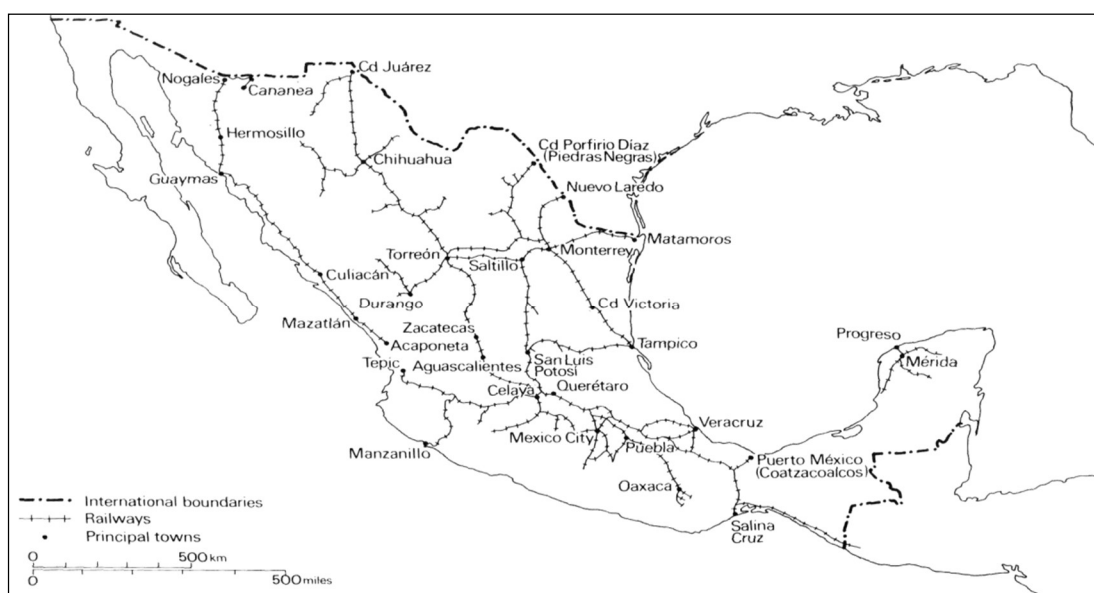 Cd Juárez
Nogales
Cananea
Hermosillo
Chihuahua
Guaymas
Cd Porfirio Díaz
(Piedras Negras)
Nuevo Laredo
Matamoros
Monterrey
Torreón
Saltillo
Culiacán
Durango
Cd Victoria
Mazatlán
Zacatecas
Acaponeta
Tampico
Progreso
Mérida
Tepic
Aguascalientes
San Luis
Potosí
Celaya
Querétaro
Veracruz
Mexico City
Puebla
Manzanillo
Puerto México
(Coatzacoalcos)
Oaxaca
Salina
Cruz
International boundaries
Railways
Principal towns
0 500 km
0 500 miles